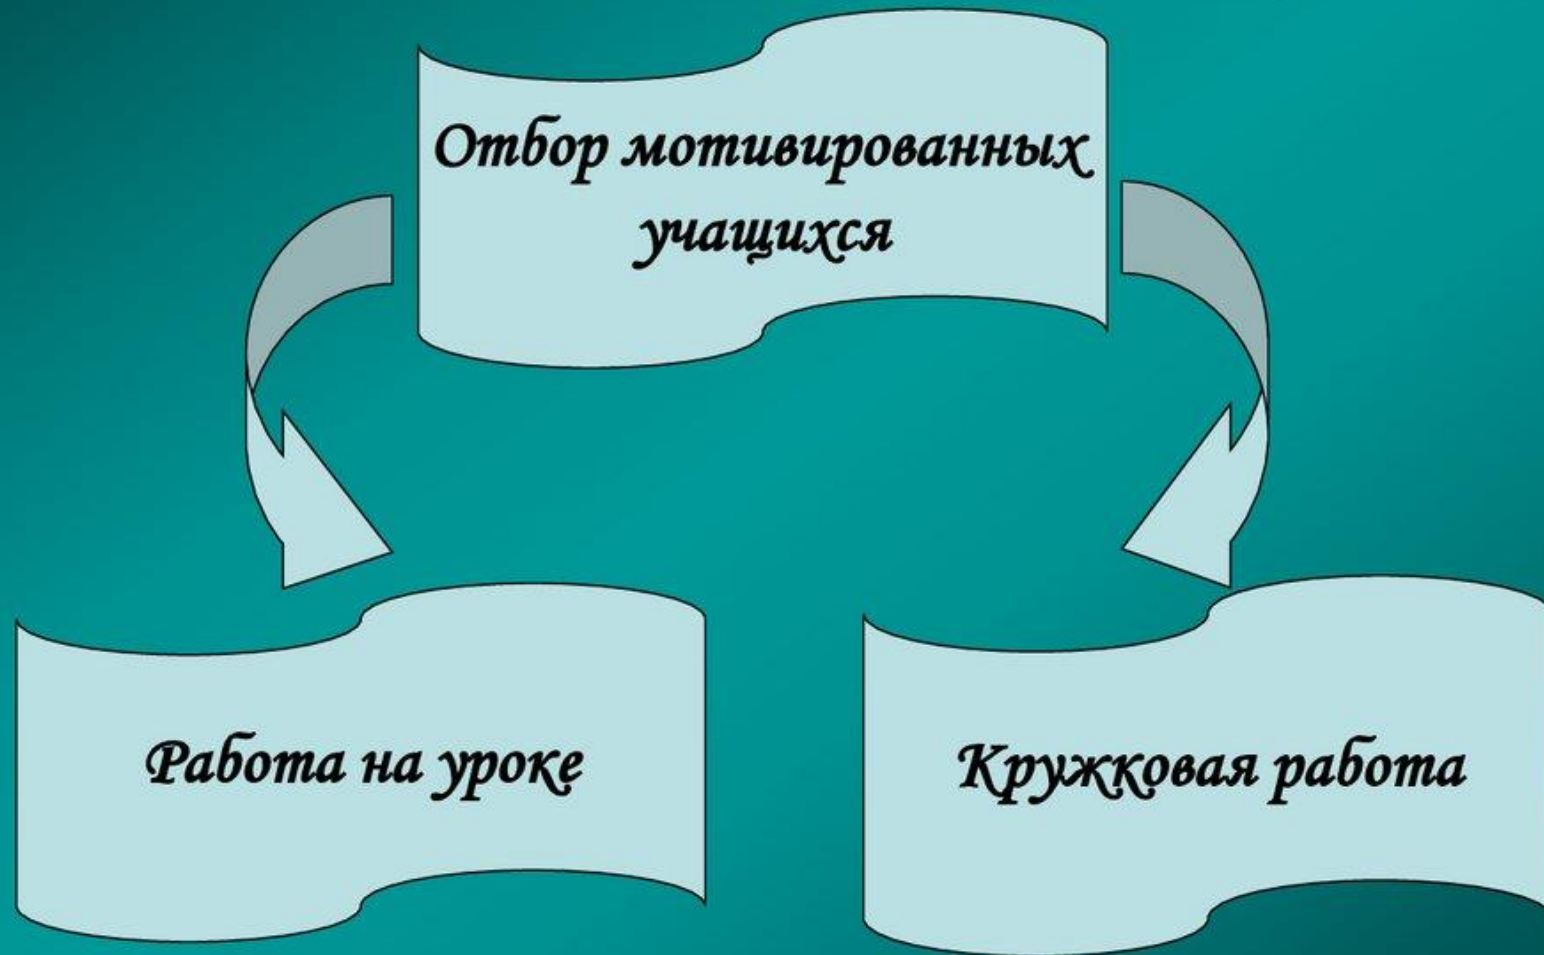 Отбор мотивированных
учащихся
Работа на уроке
Кружковая работа